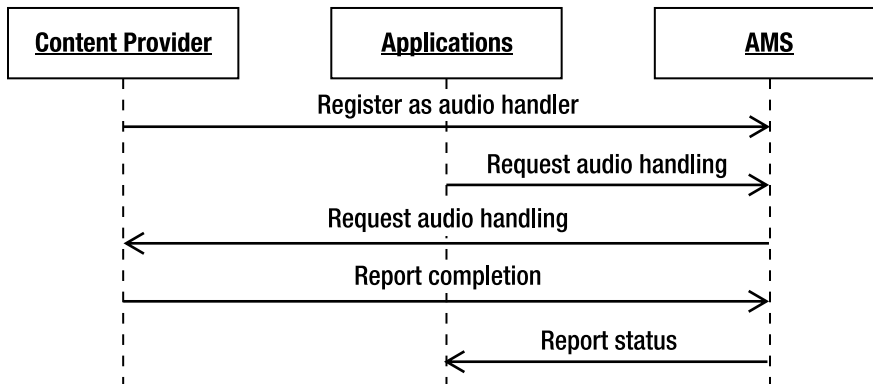 Content Provider
Applications
AMS
Register as audio handler
Request audio handling
Request audio handling
Report completion
Report status